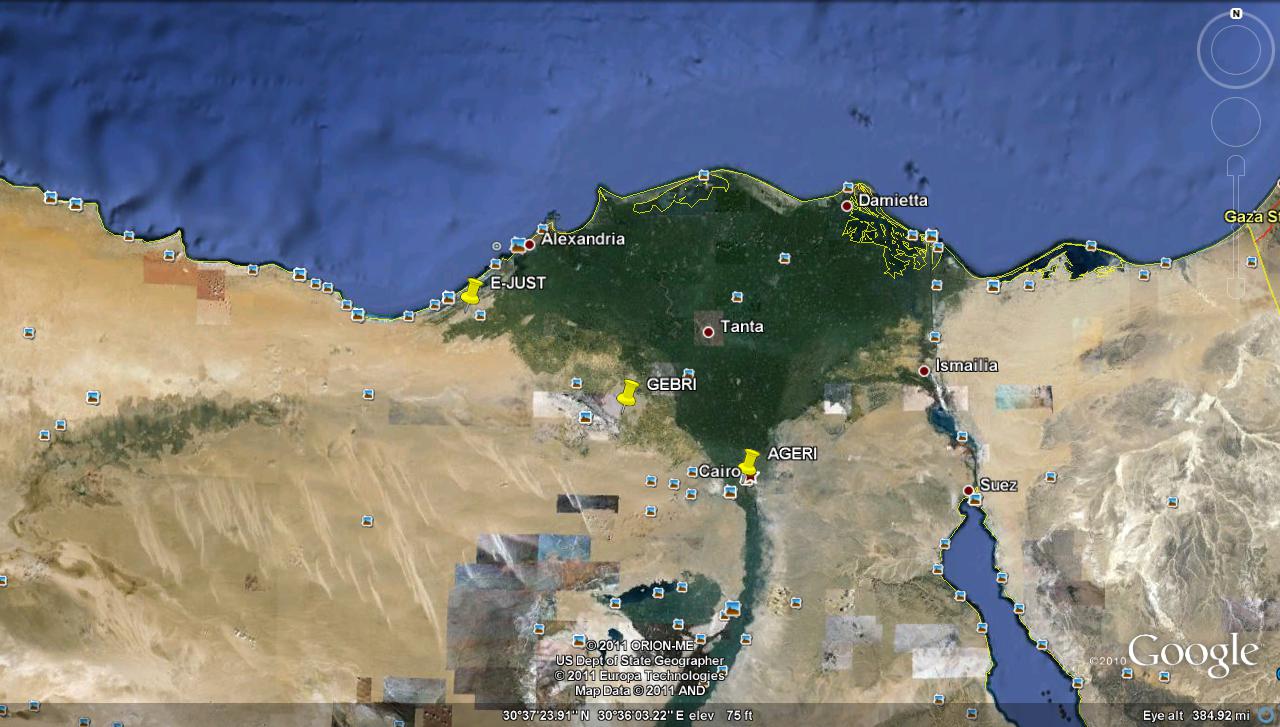 N
Damietta
Gaza St
Alexandria
E-JUST
Tanta
Ismailia
GEBRI
AGERI
Cairo
Suez
© 2011 ORION-ME
US Dept of State Geographer
© 2011 Europa Technologies
Map Data © 2011 AND
©2010 Google
30°37'23.91" N 30°36'03.22" E elev 75 ft
Eye alt 384.92 mi